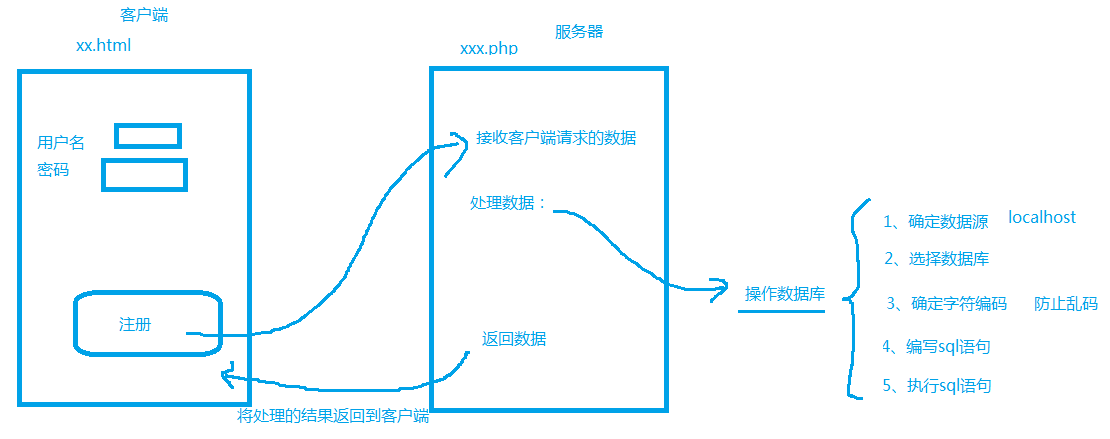 客户端
xx.html
用户名
密码
注册
服务器
xxx.php
接收客户端请求的数据
处理数据：
返回数据
将处理的结果返回到客户端
操作数据库
1、确定数据源 localhost
2、选择数据库
3、确定字符编码 防止乱码
4、编写sql语句
5、执行sql语句